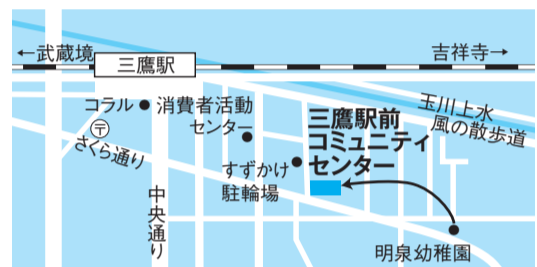 ←武蔵境
吉祥寺→
三鷹駅
コラル
消費者活動
センター
〒
さくら通り
玉川上水
風の散歩道
三鷹駅前
コミュニティ
センター
すずかけ
駐輪場
中央通り
明泉幼稚園